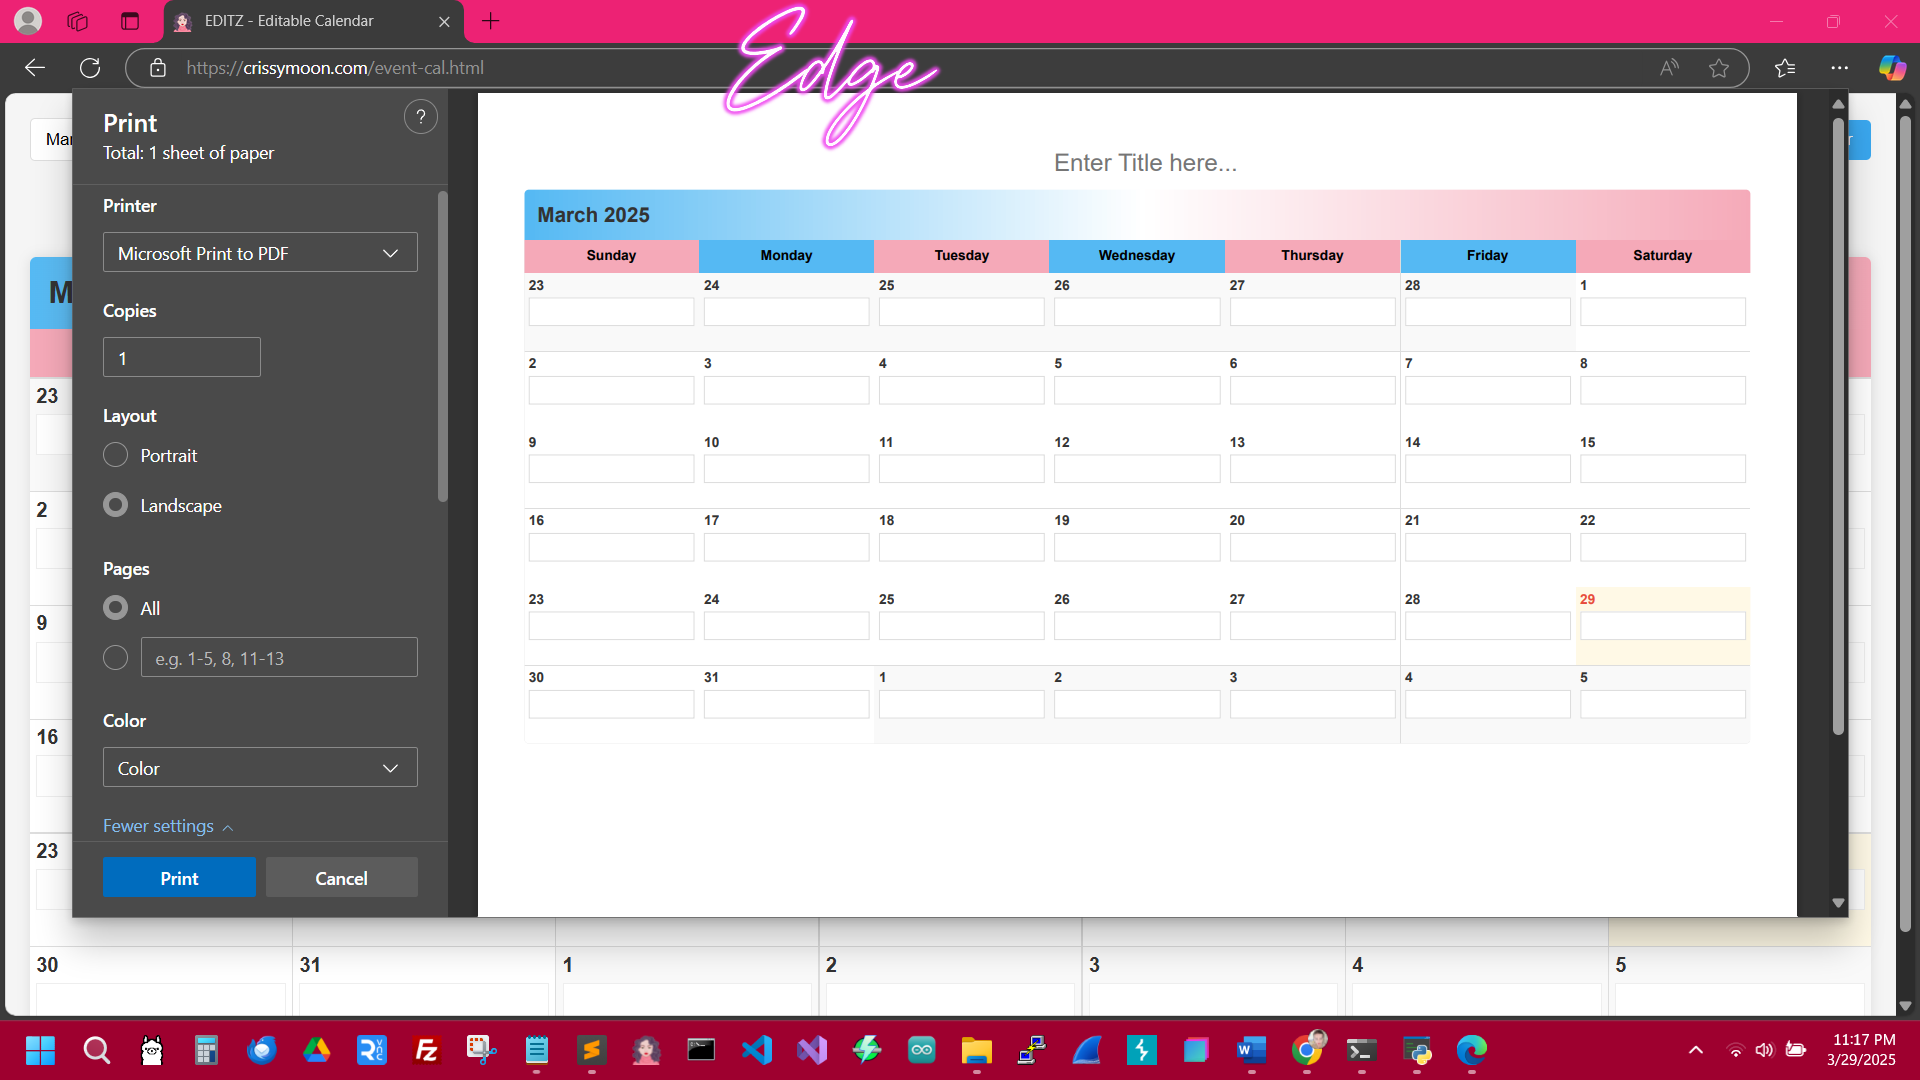 EDITZ - Editable Calendar
Edge
https://crissymoon.com/event-cal.html
Print
?
Total: 1 sheet of paper
Printer
Microsoft Print to PDF
Copies
1
Layout
Portrait
Landscape
Pages
All
e.g. 1-5, 8, 11-13
Color
Color
Fewer settings
Print Cancel
Enter Title here...
March 2025
Sunday Monday Tuesday Wednesday Thursday Friday Saturday
23 24 25 26 27 28 1
2 3 4 5 6 7 8
9 10 11 12 13 14 15
16 17 18 19 20 21 22
23 24 25 26 27 28 29
30 31 1 2 3 4 5
Mar
M
23
2
9
16
23
30 31 1 2 3 4 5
11:17 PM
3/29/2025